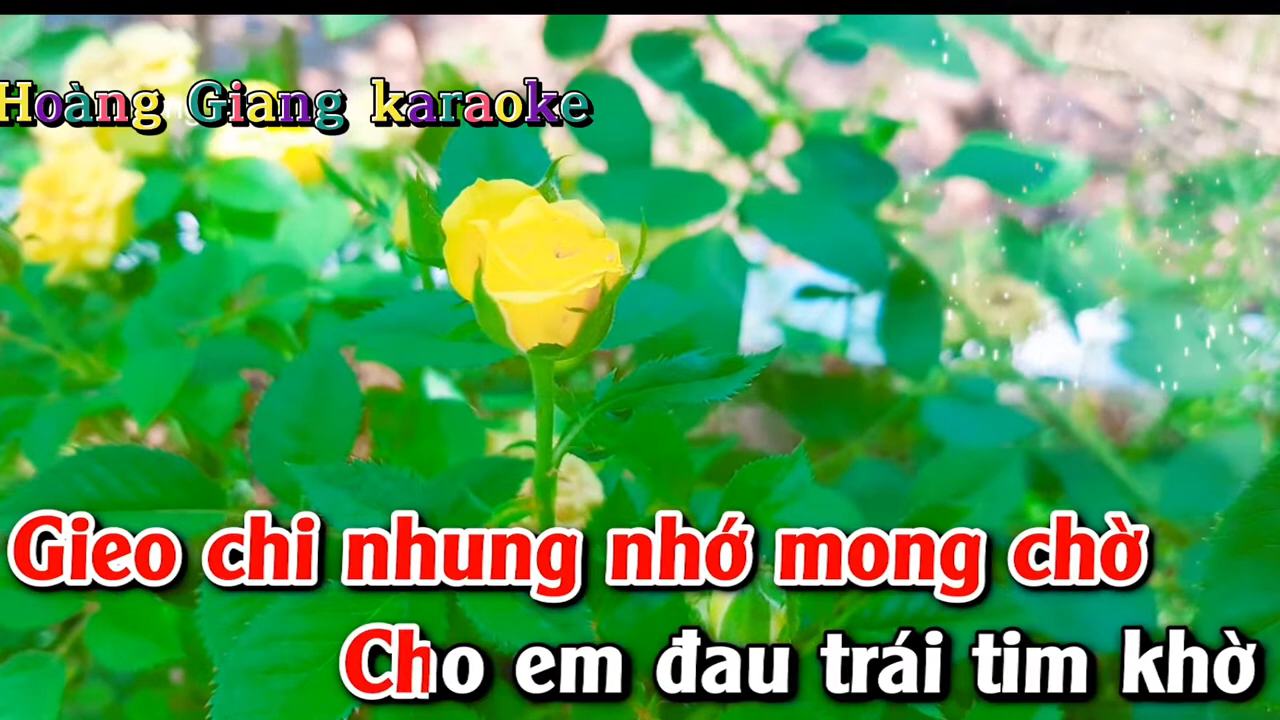 Hoàng Giang karaoke
Gieo chi nhung nhớ mong chờ
Cho em đau trái tim khờ